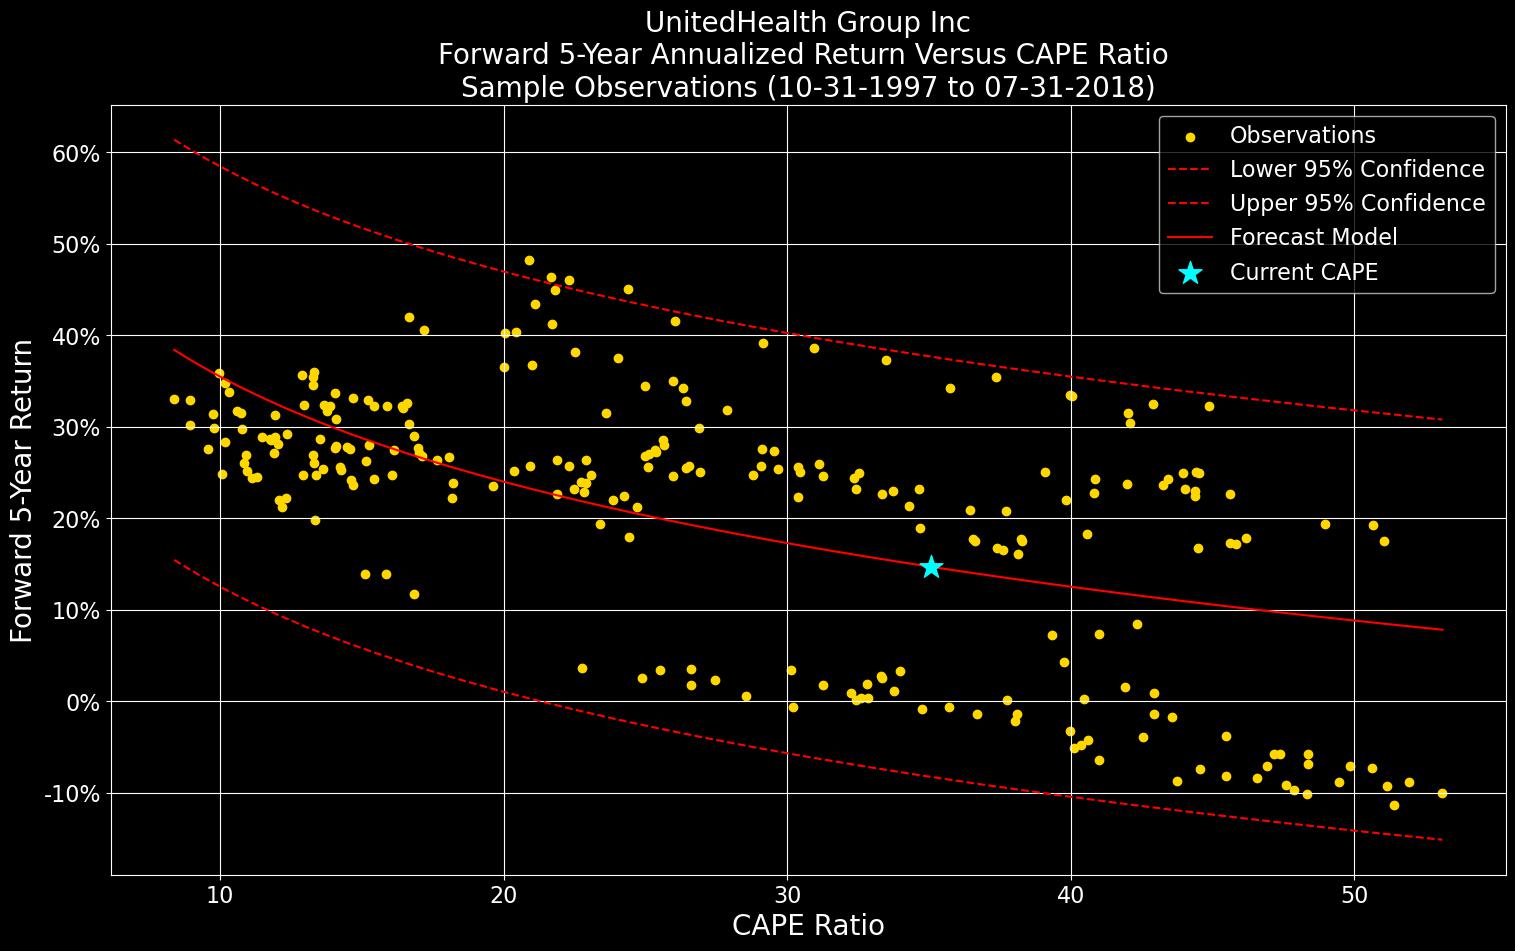 UnitedHealth Group Inc
Forward 5-Year Annualized Return Versus CAPE Ratio
Sample Observations (10-31-1997 to 07-31-2018)
Observations
Lower 95% Confidence
Upper 95% Confidence
Forecast Model
Current CAPE
60%
50%
40%
30%
20%
10%
0%
-10%
Forward 5-Year Return
10 20 30 40 50
CAPE Ratio